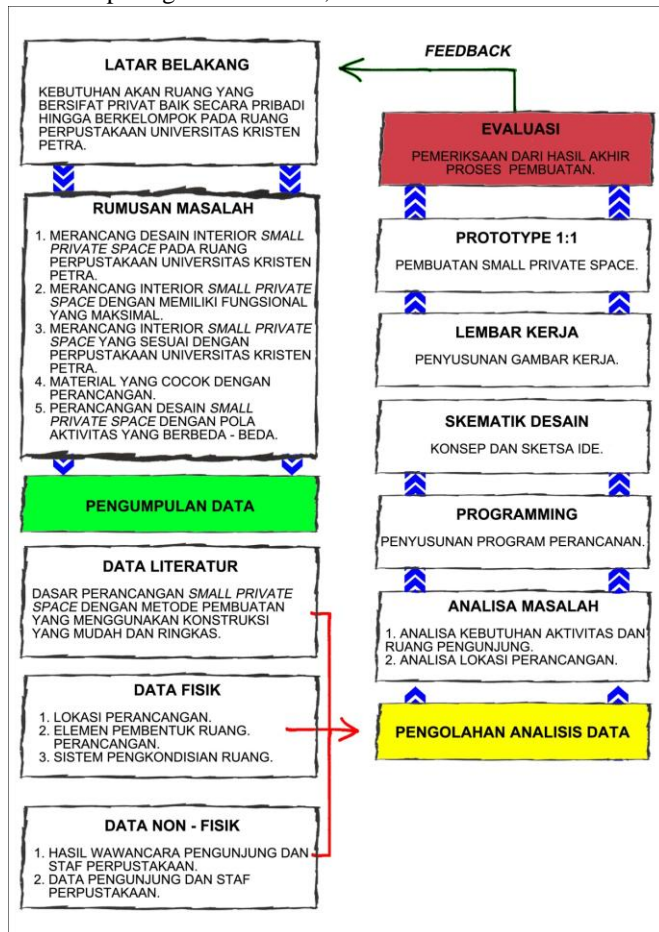 LATAR BELAKANG
KEBUTUHAN AKAN RUANG YANG
BERSIFAT PRIVAT BAIK SECARA PRIBADI
HINGGA BERKELOMPOK PADA RUANG
PERPUSTAKAAN UNIVERSITAS KRISTEN
PETRA.
RUMUSAN MASALAH
1. MERANCANG DESAIN INTERIOR SMALL
PRIVATE SPACE PADA RUANG
PERPUSTAKAAN UNIVERSITAS KRISTEN
PETRA.
2. MERANCANG INTERIOR SMALL PRIVATE
SPACE DENGAN MEMILIKI FUNGSIONAL
YANG MAKSIMAL.
3. MERANCANG INTERIOR SMALL PRIVATE
SPACE YANG SESUAI DENGAN
PERPUSTAKAAN UNIVERSITAS KRISTEN
PETRA.
4. MATERIAL YANG COCOK DENGAN
PERANCANGAN.
5. PERANCANGAN DESAIN SMALL
PRIVATE SPACE DENGAN POLA
AKTIVITAS YANG BERBEDA - BEDA.
PENGUMPULAN DATA
DATA LITERATUR
DASAR PERANCANGAN SMALL PRIVATE
SPACE DENGAN METODE PEMBUATAN
YANG MENGGUNAKAN KONSTRUKSI
YANG MUDAH DAN RINGKAS.
DATA FISIK
1. LOKASI PERANCANGAN.
2. ELEMEN PEMBENTUK RUANG.
PERANCANGAN.
3. SISTEM PENGKONDISIAN RUANG.
DATA NON - FISIK
1. HASIL WAWANCARA PENGUNJUNG DAN
STAF PERPUSTAKAAN.
2. DATA PENGUNJUNG DAN STAF
PERPUSTAKAAN.
FEEDBACK
EVALUASI
PEMERIKSAAN DARI HASIL AKHIR
PROSES PEMBUATAN.
PROTOTYPE 1:1
PEMBUATAN SMALL PRIVATE SPACE.
LEMBAR KERJA
PENYUSUNAN GAMBAR KERJA.
SKEMATIK DESAIN
KONSEP DAN SKETSA IDE.
PROGRAMMING
PENYUSUNAN PROGRAM PERANCANAN.
ANALISA MASALAH
1. ANALISA KEBUTUHAN AKTIVITAS DAN
RUANG PENGUNJUNG.
2. ANALISA LOKASI PERANCANGAN.
PENGOLAHAN ANALISIS DATA